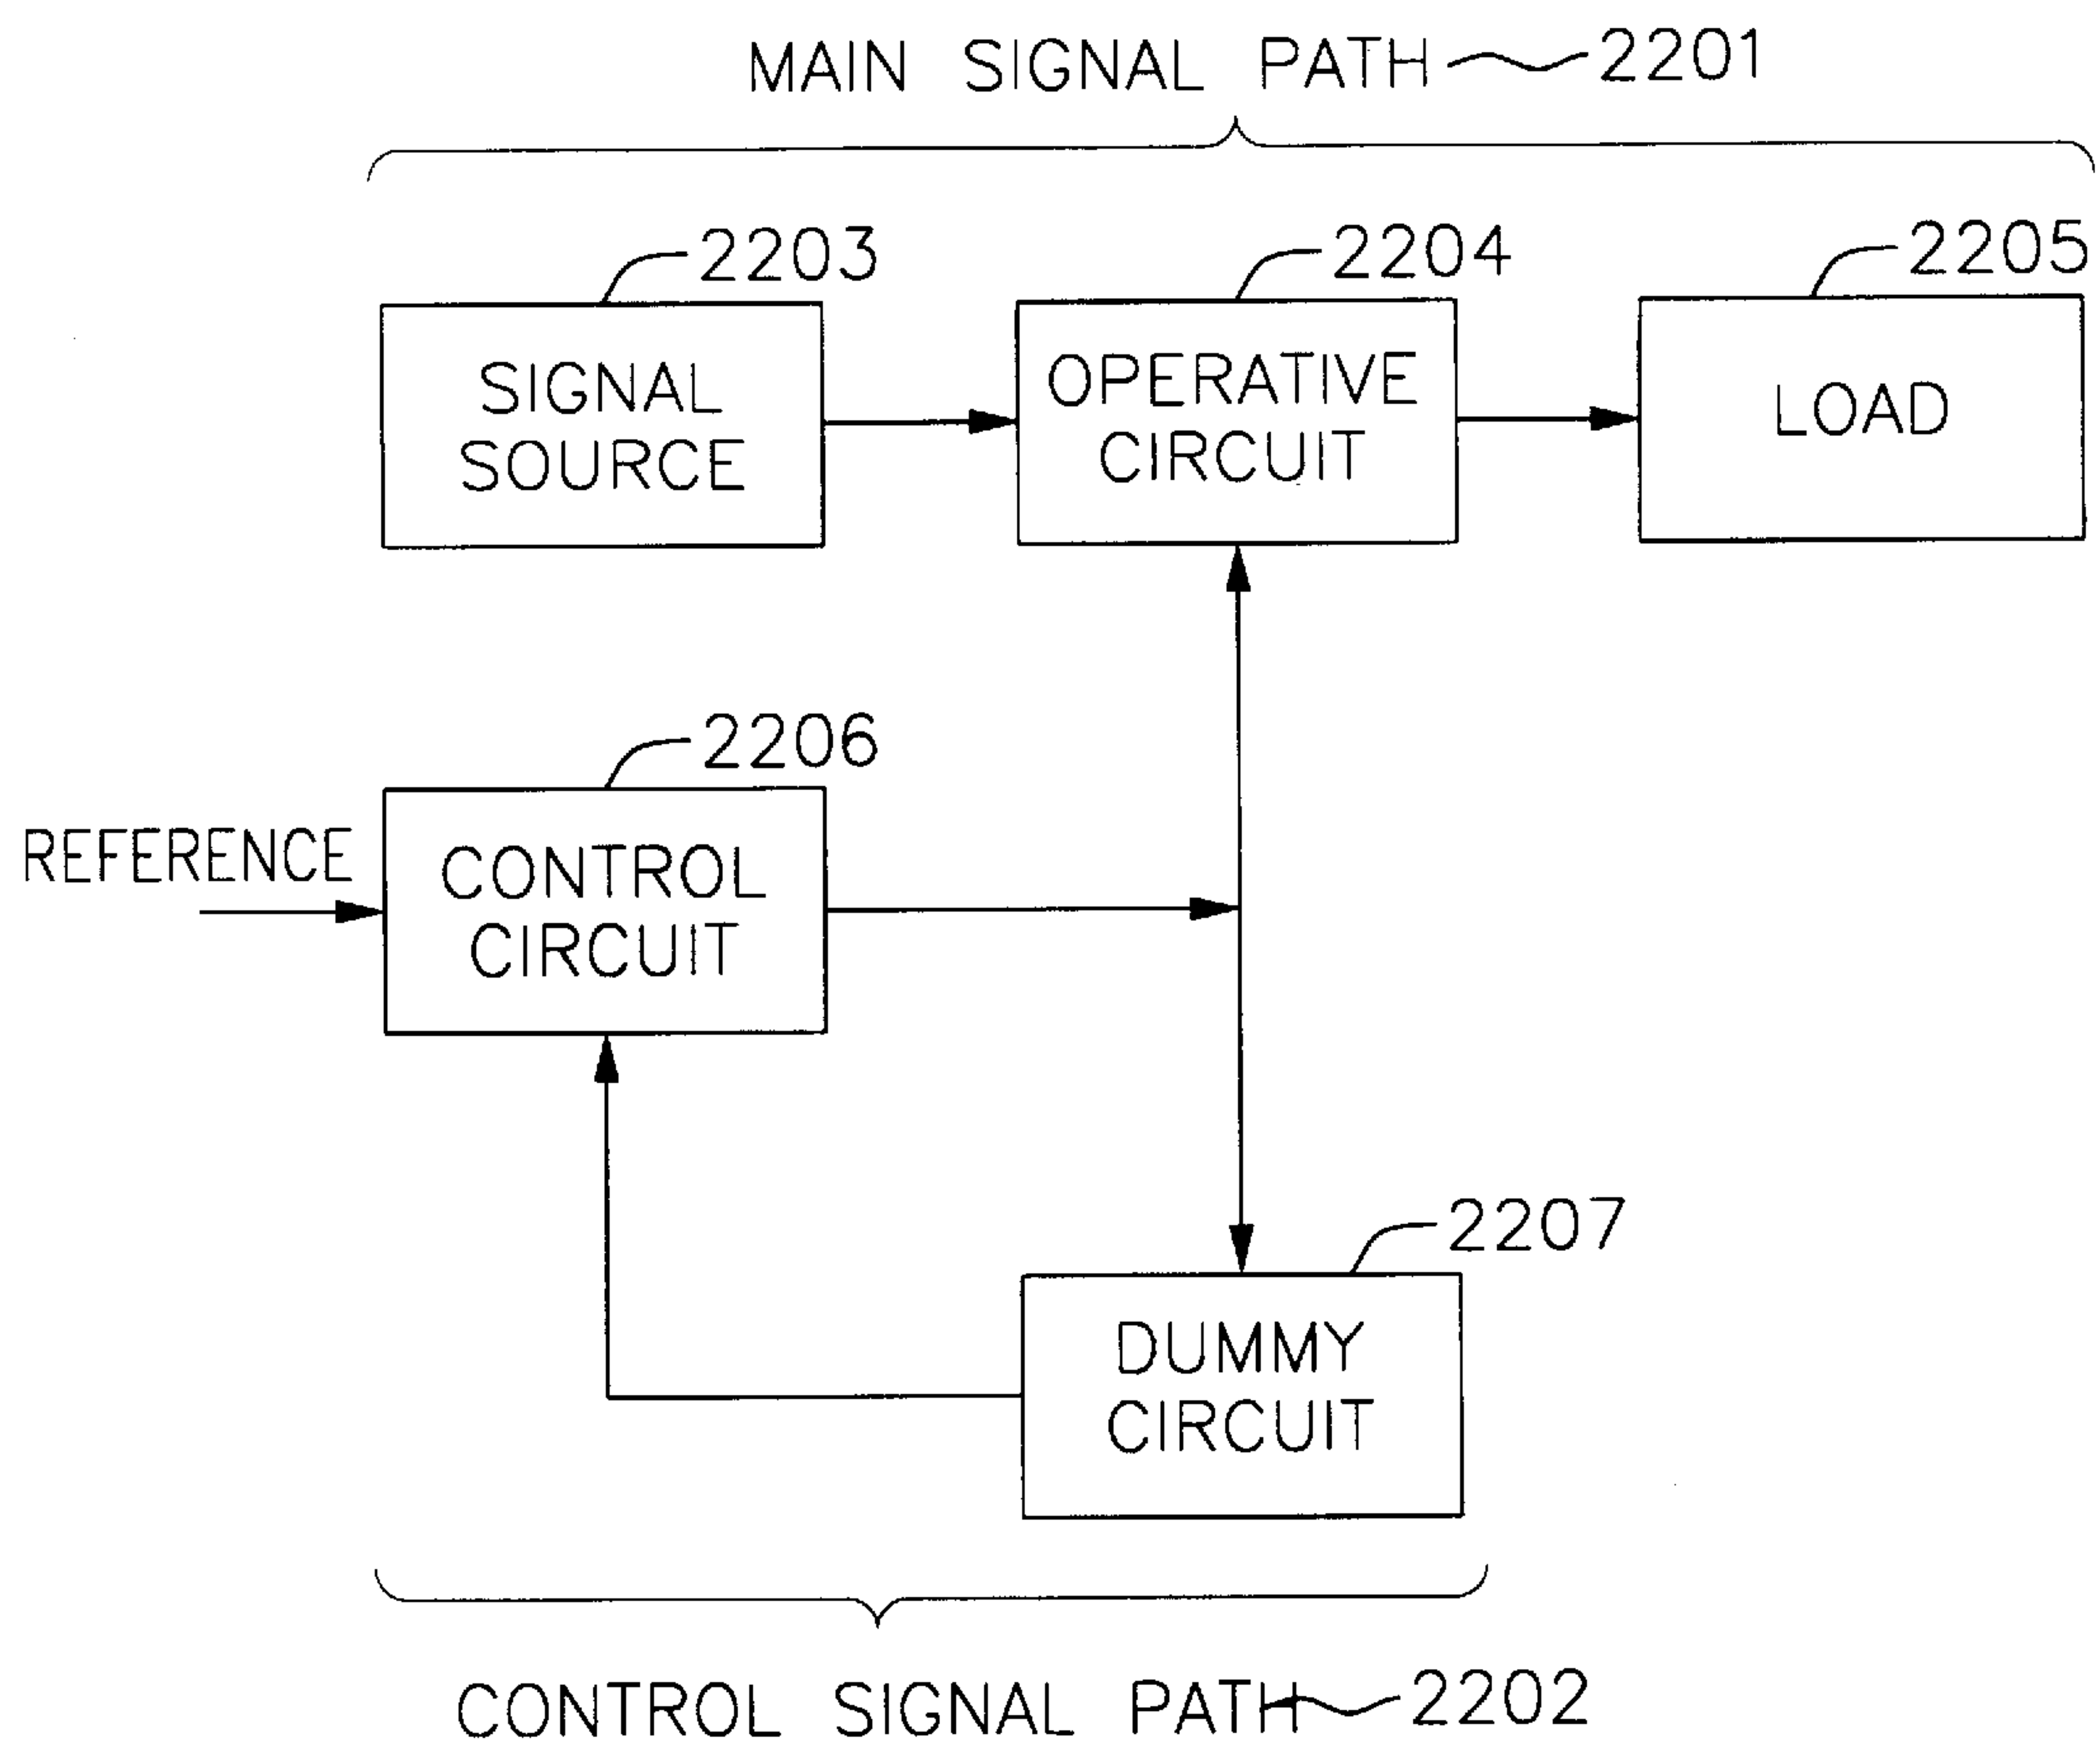 MAIN SIGNAL PATH 2201
2203
2204
2205
SIGNAL
SOURCE
OPERATIVE
CIRCUIT
LOAD
2206
REFERENCE
CONTROL
CIRCUIT
2207
DUMMY
CIRCUIT
CONTROL SIGNAL PATH 2202